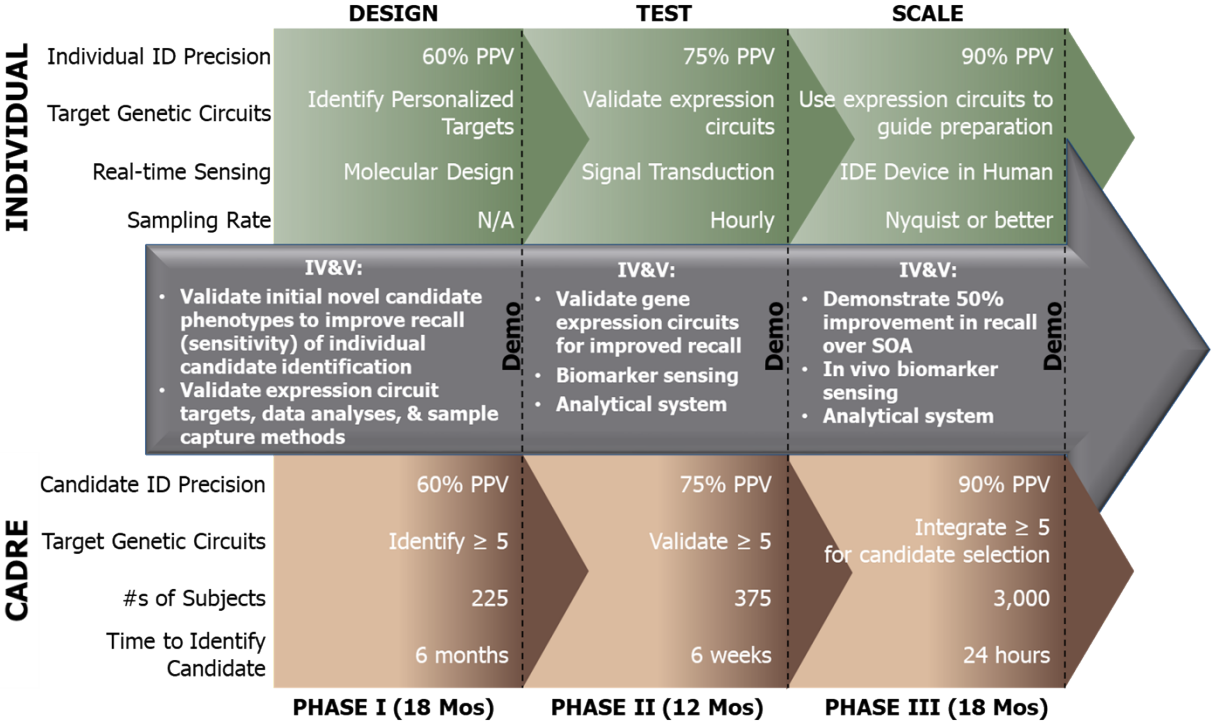 DESIGN
TEST
SCALE
INDIVIDUAL
Individual ID Precision
60% PPV
75% PPV
90% PPV
Target Genetic Circuits
Identify Personalized
Targets
Validate expression
circuits
Use expression circuits to
guide preparation
Real-time Sensing
Molecular Design
Signal Transduction
IDE Device in Human
Sampling Rate
N/A
Hourly
Nyquist or better
IV&V:
• Validate initial novel candidate
phenotypes to improve recall
(sensitivity) of individual
candidate identification
• Validate expression circuit
targets, data analyses, & sample
capture methods
Demo
IV&V:
• Validate gene
expression circuits
for improved recall
• Biomarker sensing
• Analytical system
Demo
IV&V:
• Demonstrate 50%
improvement in recall
over SOA
• In vivo biomarker
sensing
• Analytical system
Demo
CADRE
Candidate ID Precision
60% PPV
75% PPV
90% PPV
Target Genetic Circuits
Identify ≥ 5
Validate ≥ 5
Integrate ≥ 5
for candidate selection
#s of Subjects
225
375
3,000
Time to Identify
Candidate
6 months
6 weeks
24 hours
PHASE I (18 Mos)
PHASE II (12 Mos)
PHASE III (18 Mos)